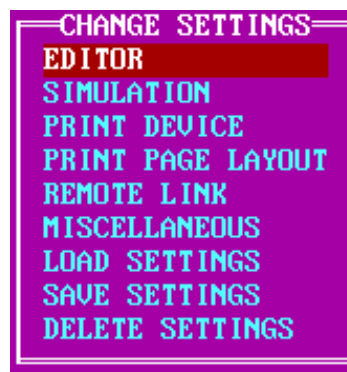 CHANGE SETTINGS
EDITOR
SIMULATION
PRINT DEVICE
PRINT PAGE LAYOUT
REMOTE LINK
MISCELLANEOUS
LOAD SETTINGS
SAVE SETTINGS
DELETE SETTINGS